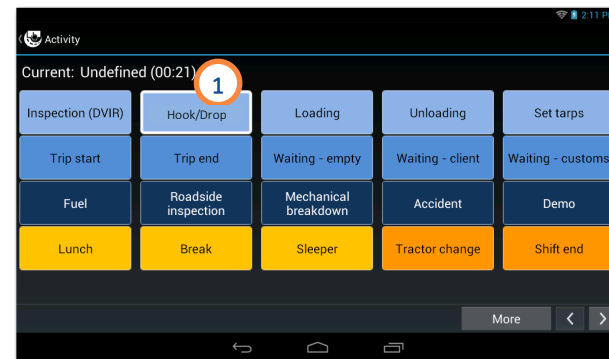 2:11 P
Activity
Current: Undefined (00:21)
1
Inspection (DVIR) Hook/Drop Loading Unloading Set tarps
Trip start Trip end Waiting - empty Waiting - client Waiting - customs
Fuel Roadside inspection Mechanical breakdown Accident Demo
Lunch Break Sleeper Tractor change Shift end
More